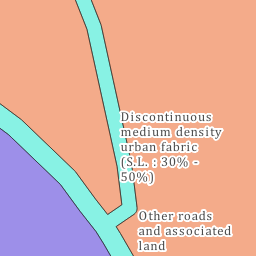 Discontinuous
medium density
urban fabric
(S.L. : 30% -
50%)
Other roads
and associated
land